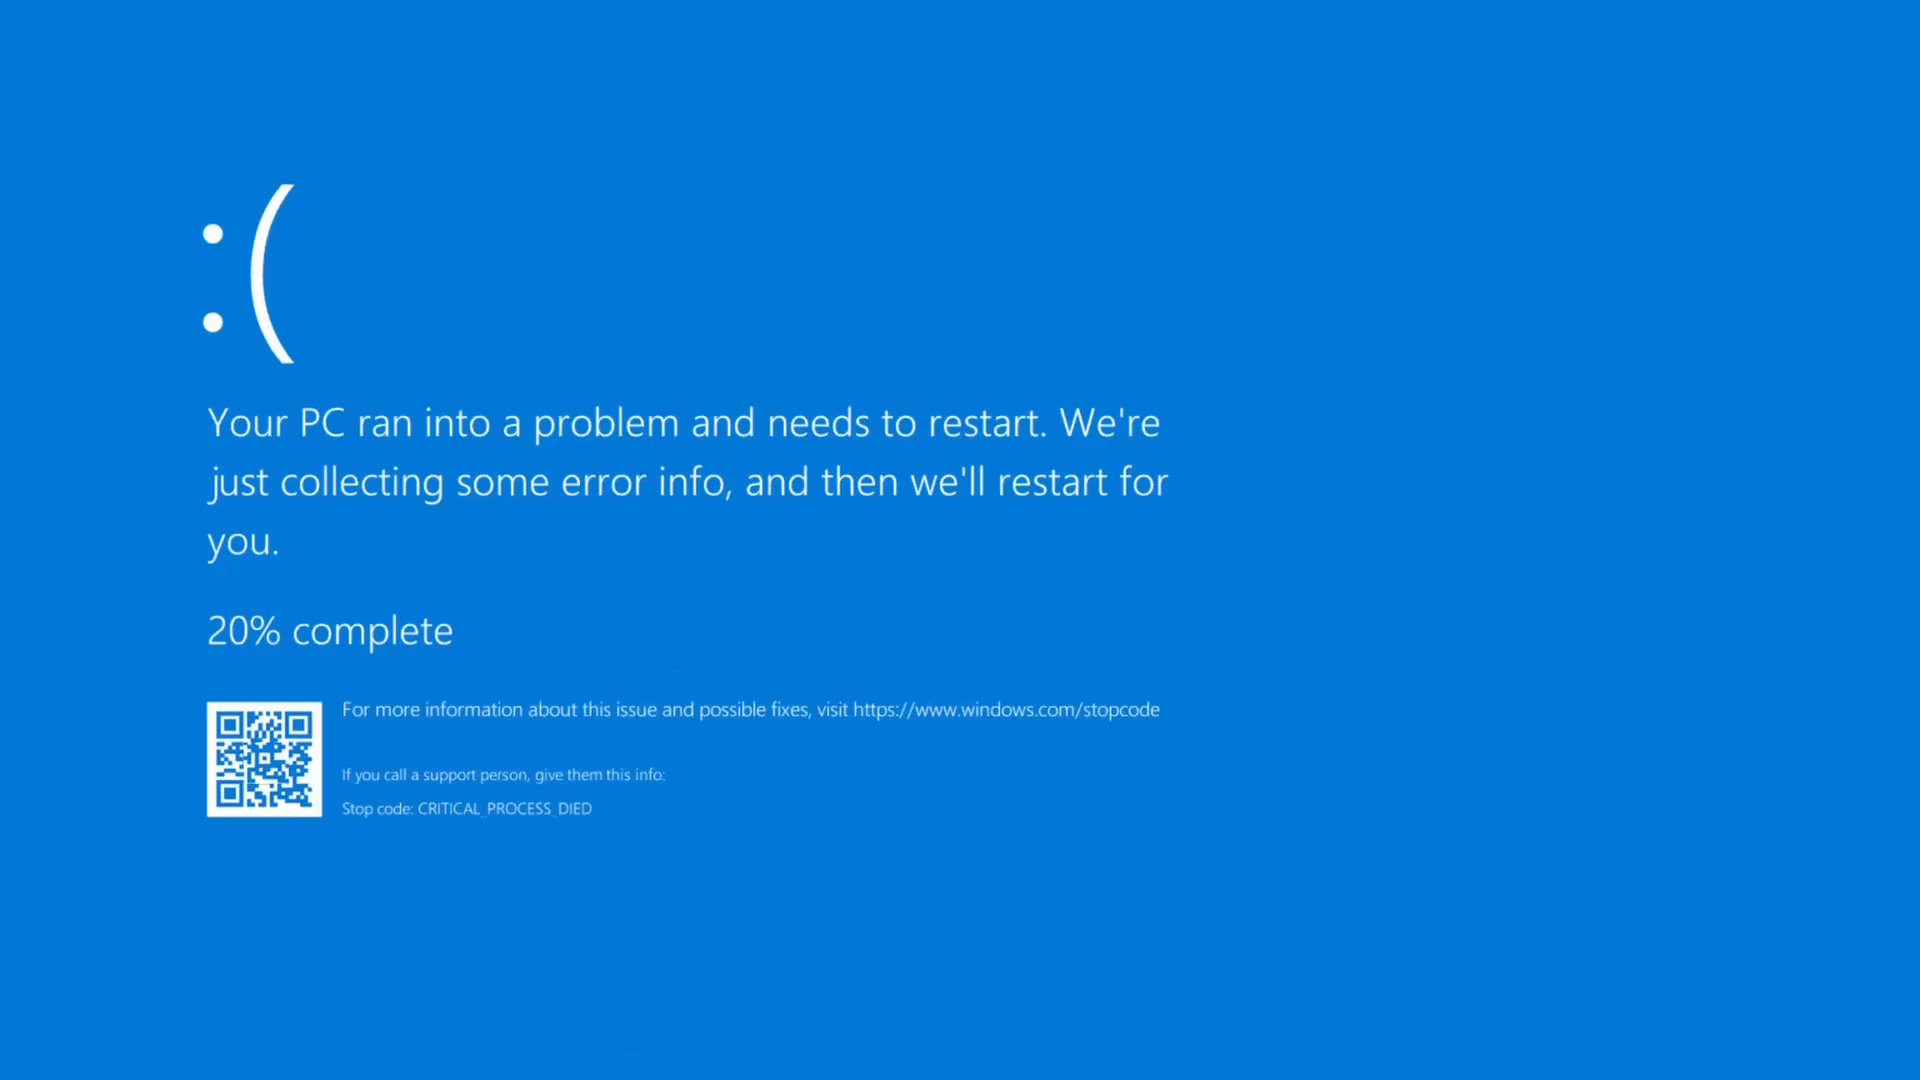 :(
Your PC ran into a problem and needs to restart. We're
just collecting some error info, and then we'll restart for
you.
20% complete
For more information about this issue and possible fixes, visit https://www.windows.com/stopcode
If you call a support person, give them this info:
Stop code: CRITICAL_PROCESS_DIED